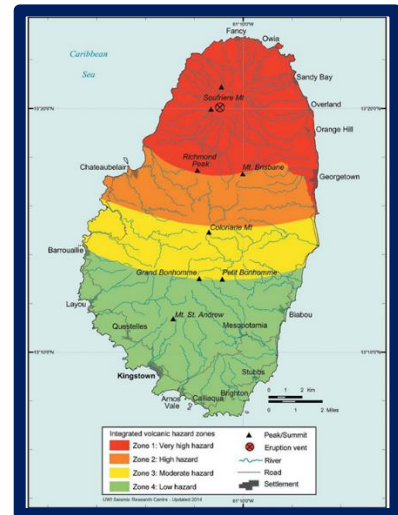 61°10'0"W
Fancy
Owia
Caribbean
Sea
Sandy Bay
Soufriere Mt
13°20'0"N
13°20'0"N
Overland
Orange Hill
Richmond
Peak
Mt. Brisbane
Chateaubelair
Georgetown
Colonarie Mt
Barrouallie
Grand Bonhomme
Petit Bonhomme
Layou
Biabou
Mt. St. Andrew
Questelles
Mesopotamia
13°10'0"N
13°10'0"N
Kingstown
Stubbs
Brighton
Arnos
Vale
Calliaqua
2 Km
2 Miles
Integrated volcanic hazard zones
Zone 1: Very high hazard
Zone 2: High hazard
Zone 3: Moderate hazard
Zone 4: Low hazard
Peak/Summit
Eruption vent
River
Road
Settlement
UWI Seismic Research Centre - Updated 2014
61°10'0"W